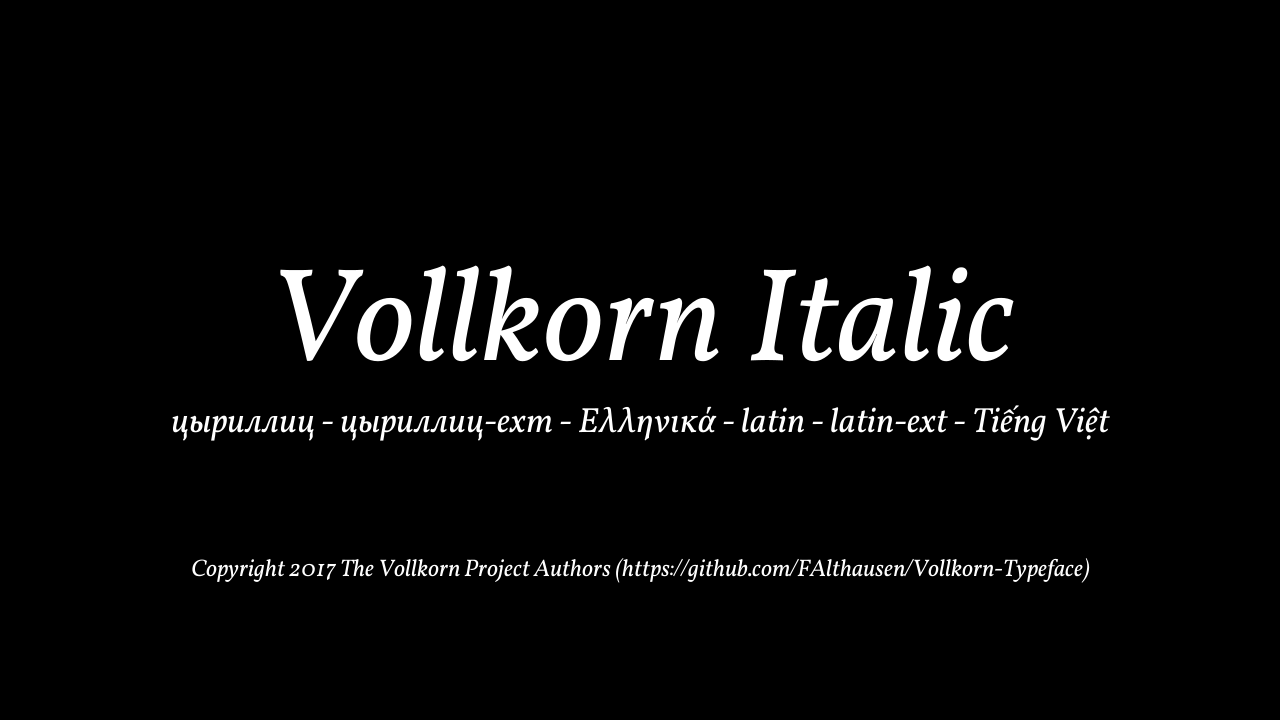 Vollkorn Italic
цыриллиц - цыриллиц-ехт - Ελληνικά - latin - latin-ext - Tiếng Việt
Copyright 2017 The Vollkorn Project Authors (https://github.com/FAlthausen/Vollkorn-Typeface)